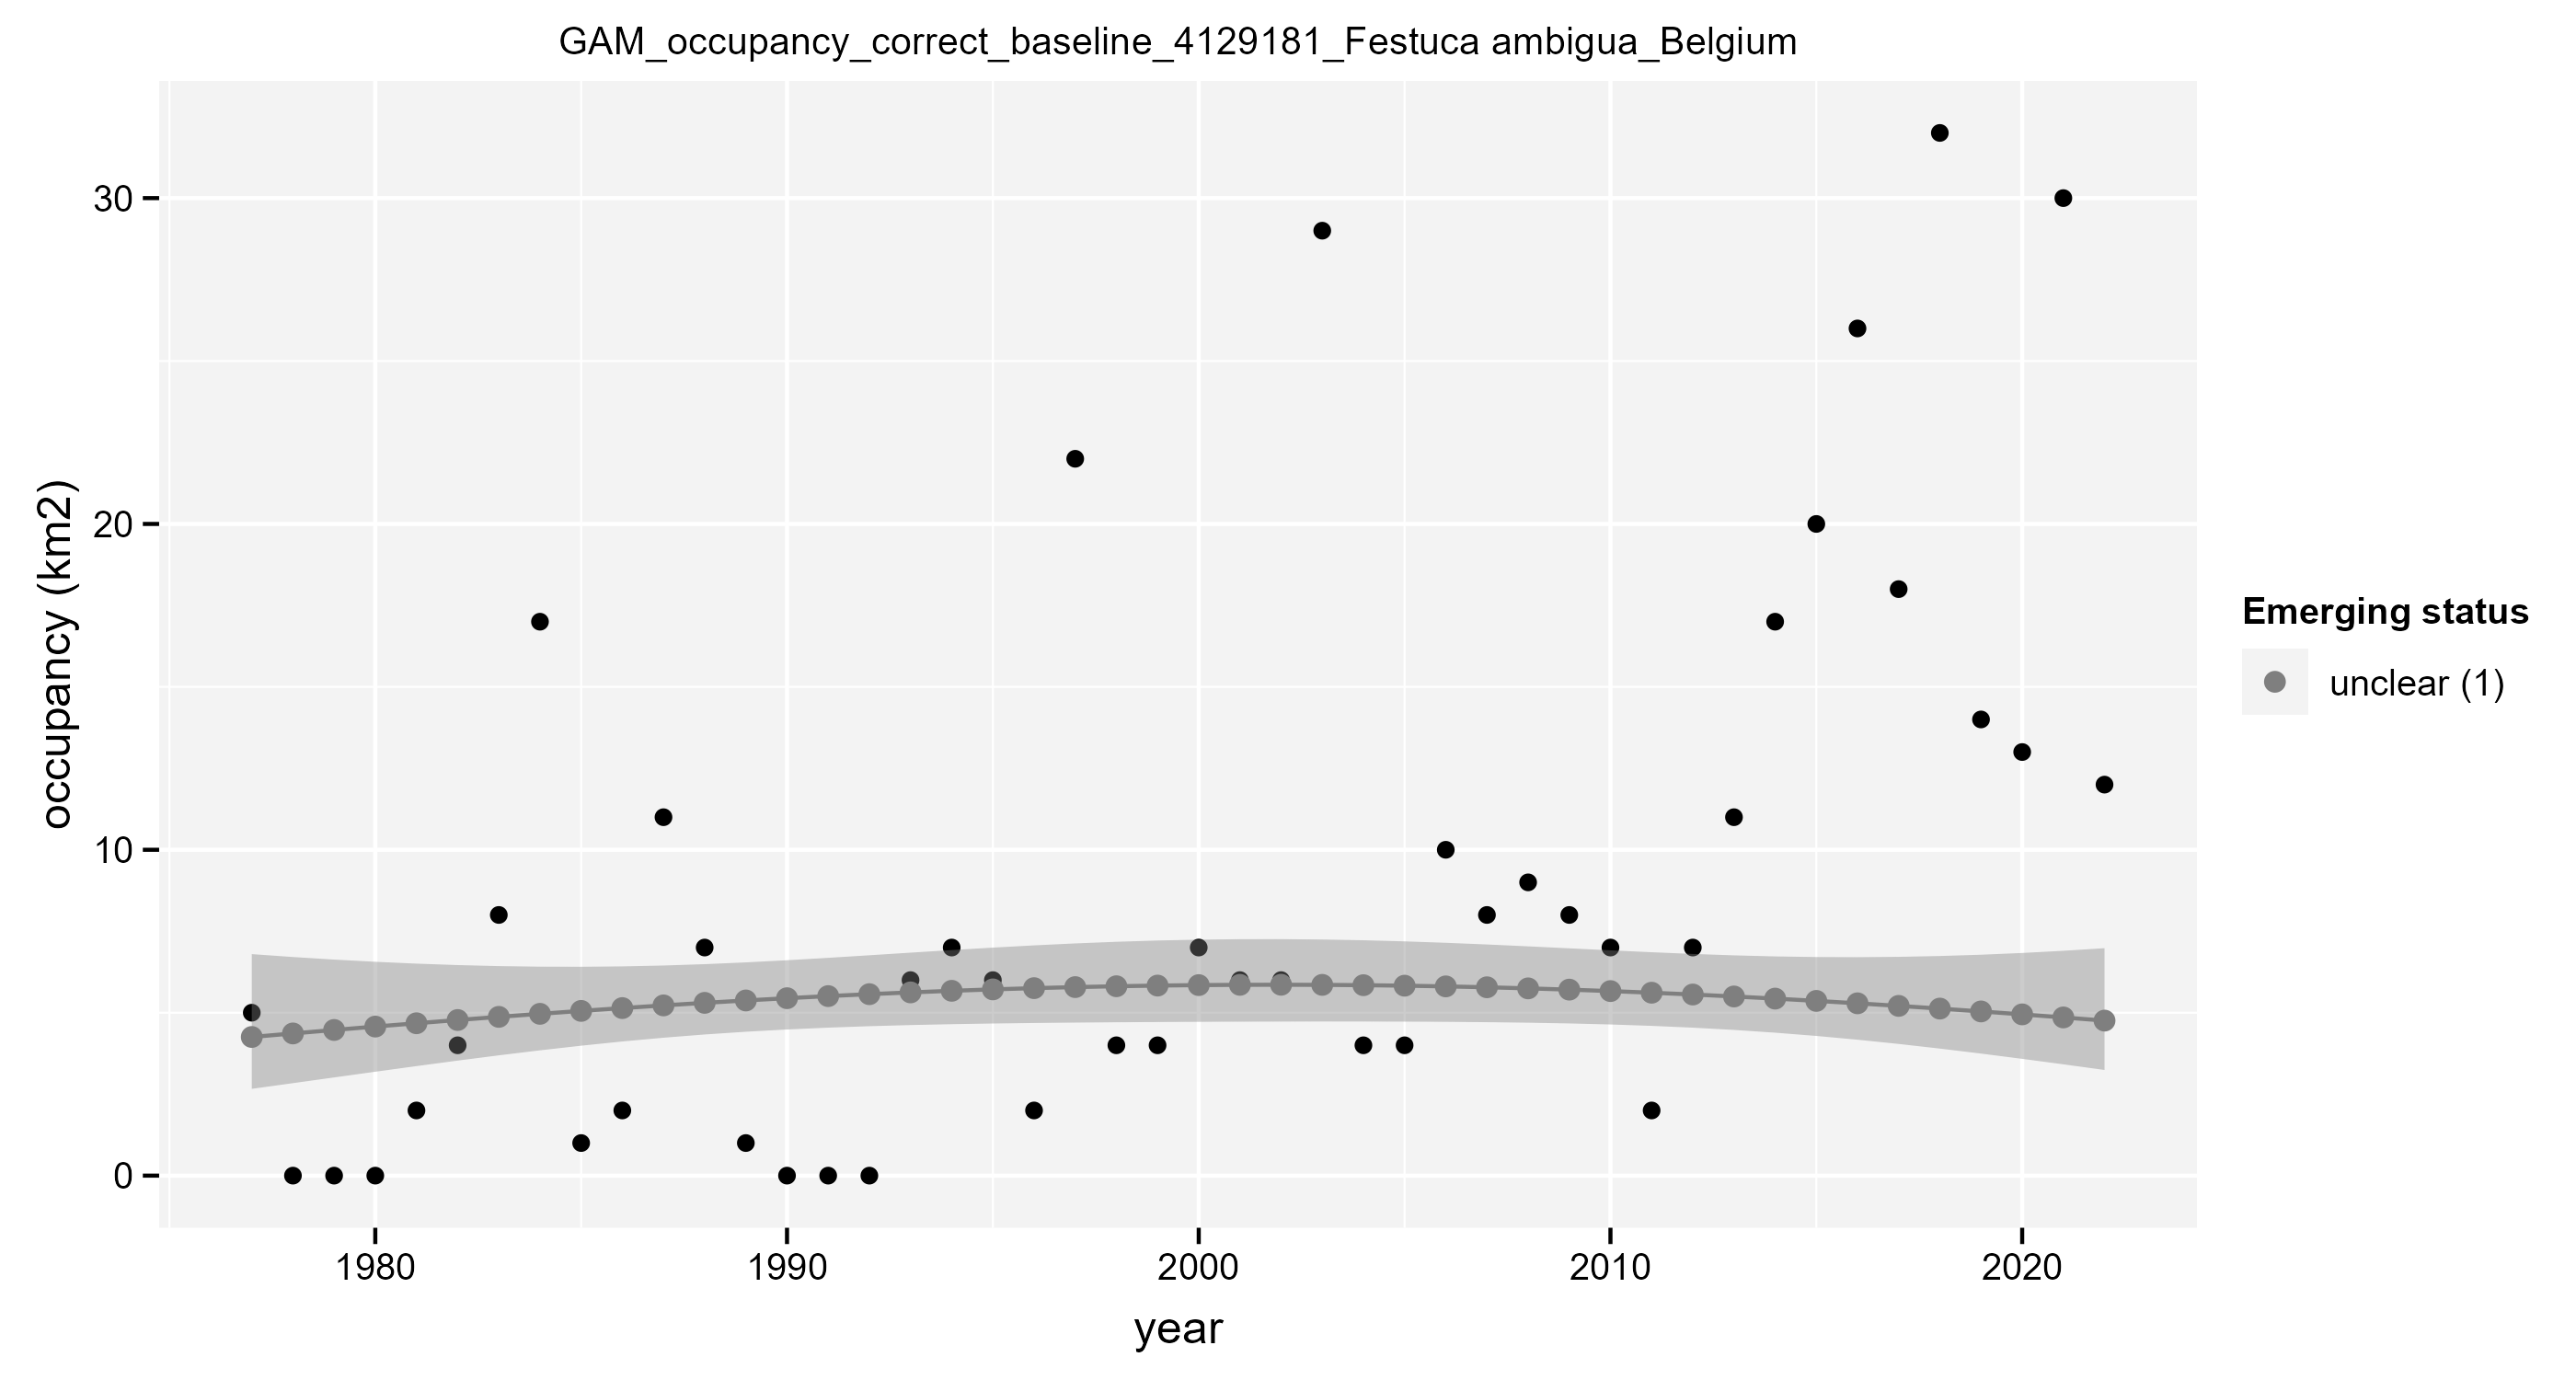 GAM_occupancy_correct_baseline_4129181_Festuca ambigua_Belgium
occupancy (km2)
30
20
10
0
1980
1990
2000
2010
2020
year
Emerging status
unclear (1)